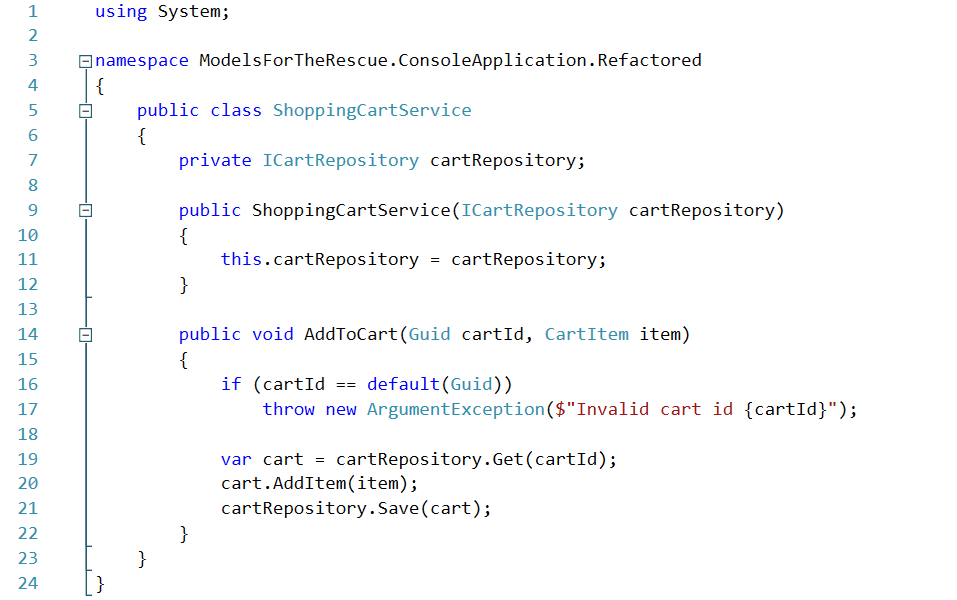 1 using System;
2
3 namespace ModelsForTheRescue.ConsoleApplication.Refactored
4 {
5     public class ShoppingCartService
6     {
7         private ICartRepository cartRepository;
8
9         public ShoppingCartService(ICartRepository cartRepository)
10         {
11             this.cartRepository = cartRepository;
12         }
13
14         public void AddToCart(Guid cartId, CartItem item)
15         {
16             if (cartId == default(Guid))
17                 throw new ArgumentException($"Invalid cart id {cartId}");
18
19             var cart = cartRepository.Get(cartId);
20             cart.AddItem(item);
21             cartRepository.Save(cart);
22         }
23     }
24 }